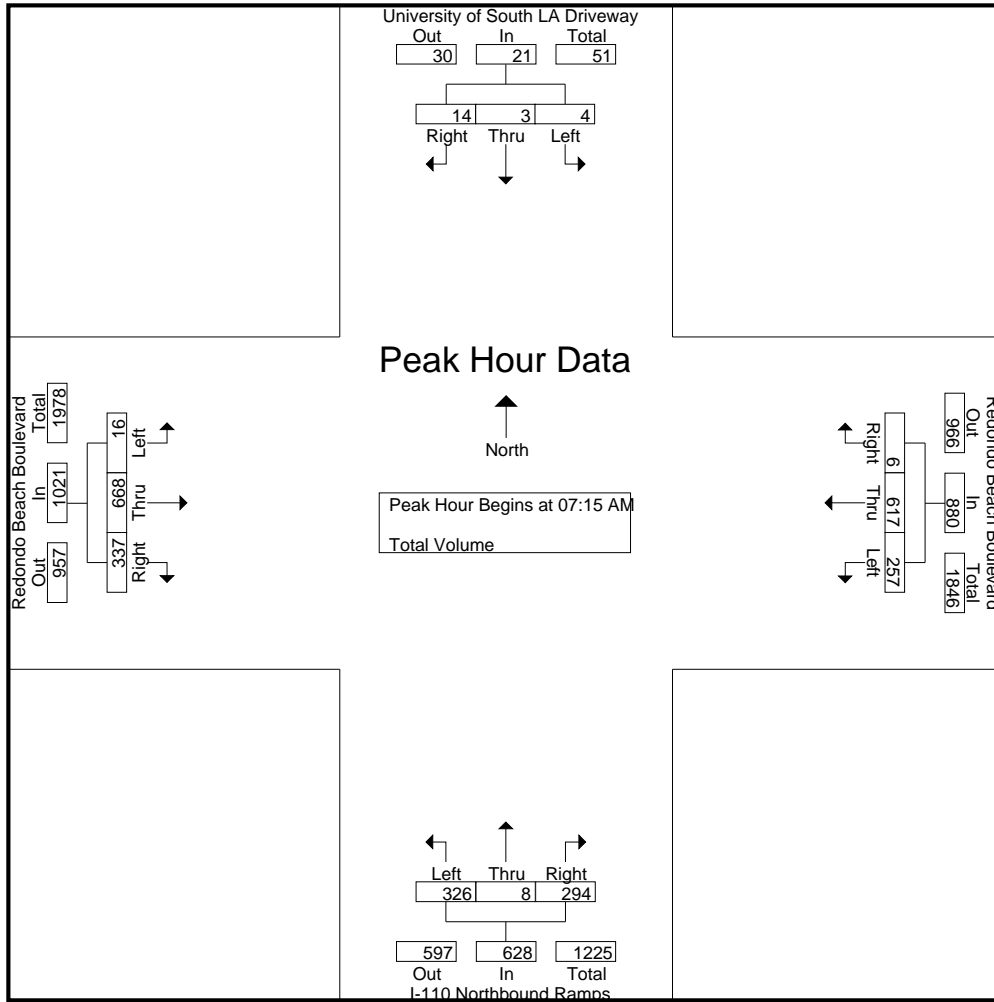 University of South LA Driveway
Out In Total
30 21 51
14 3 4
Right Thru Left
Peak Hour Data
North
Peak Hour Begins at 07:15 AM
Total Volume
Redondo Beach Boulevard
Total In Out
1978 1021 957
16 668 337
Left Thru Right
Redondo Beach Boulevard
Out In Total
966 880 1846
6 617 257
Right Thru Left
Left Thru Right
326 8 294
597 628 1225
Out In Total
I-110 Northbound Ramps